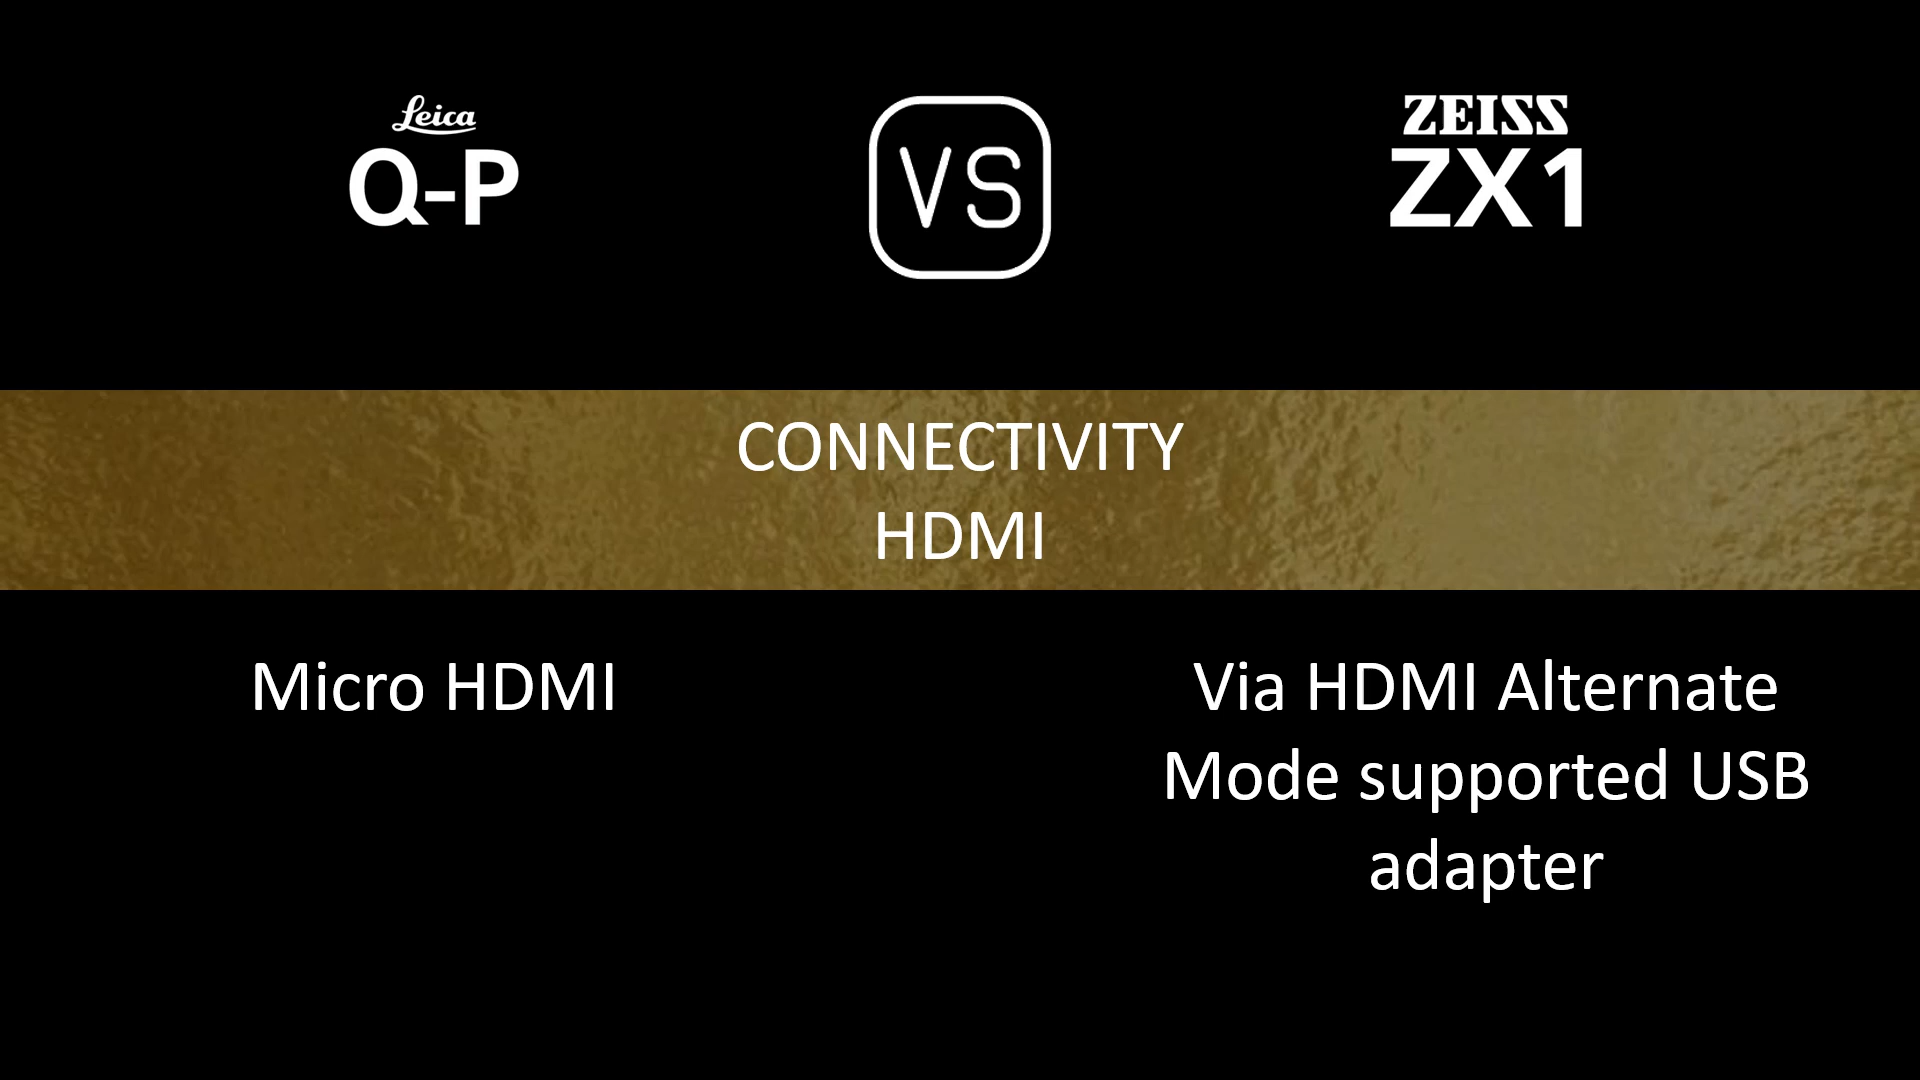 Leica
Q-P
VS
ZEISS
ZX1
CONNECTIVITY
HDMI
Micro HDMI
Via HDMI Alternate
Mode supported USB
adapter